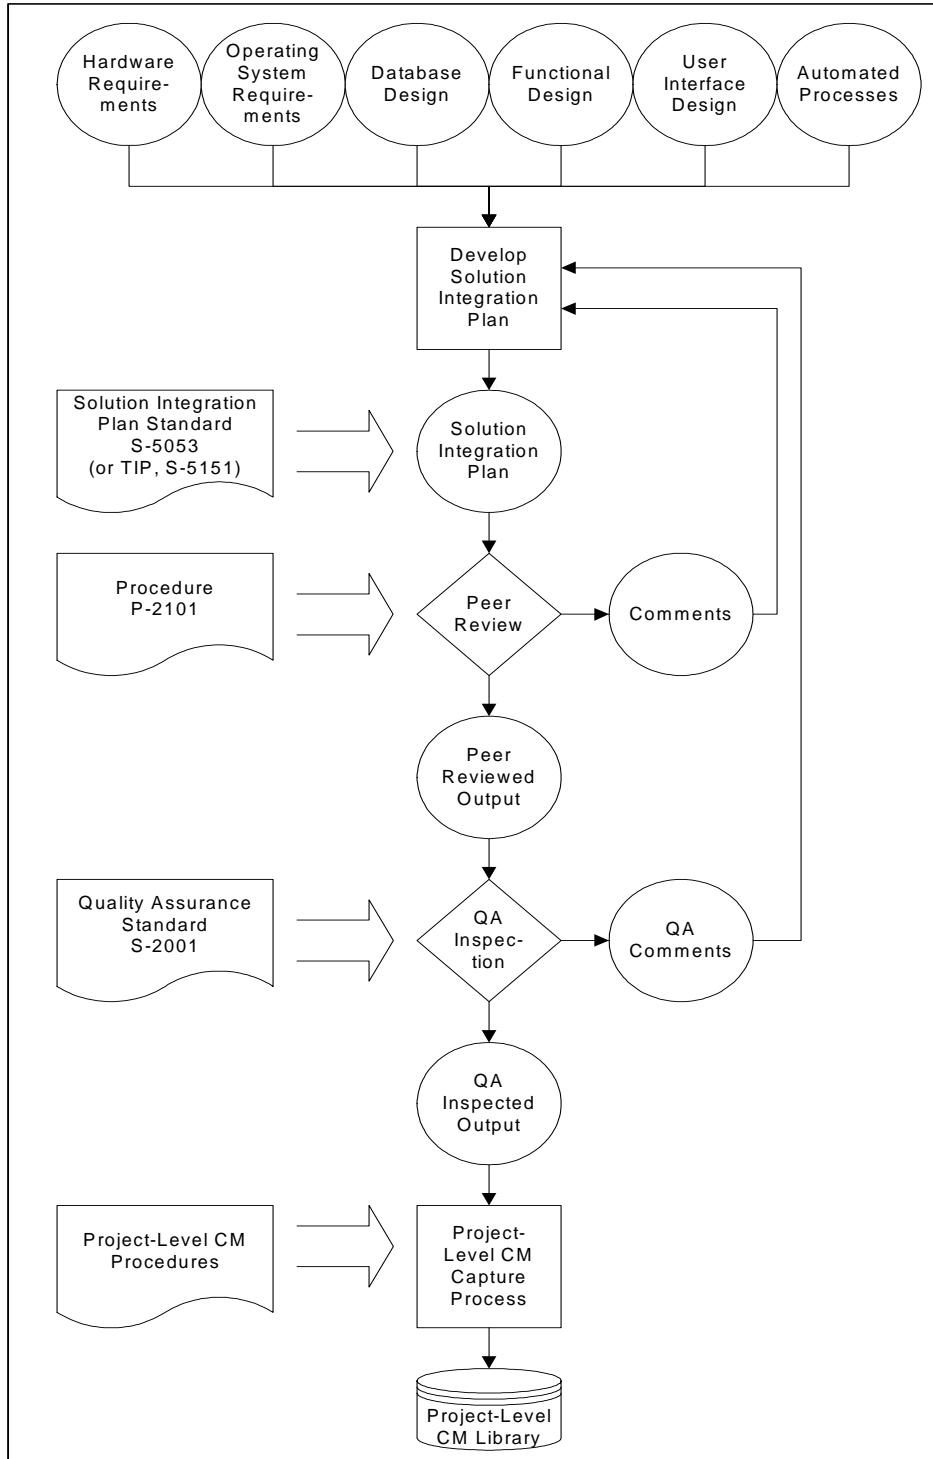 Hardware
Require-
ments
Operating
System
Require-
ments
Database
Design
Functional
Design
User
Interface
Design
Automated
Processes
Develop
Solution
Integration
Plan
Solution Integration
Plan Standard
S-5053
(or TIP, S-5151)
Solution
Integration
Plan
Procedure
P-2101
Peer
Review
Comments
Peer
Reviewed
Output
Quality Assurance
Standard
S-2001
QA
Inspec-
tion
QA
Comments
QA
Inspected
Output
Project-Level CM
Procedures
Project-
Level CM
Capture
Process
Project-Level
CM Library